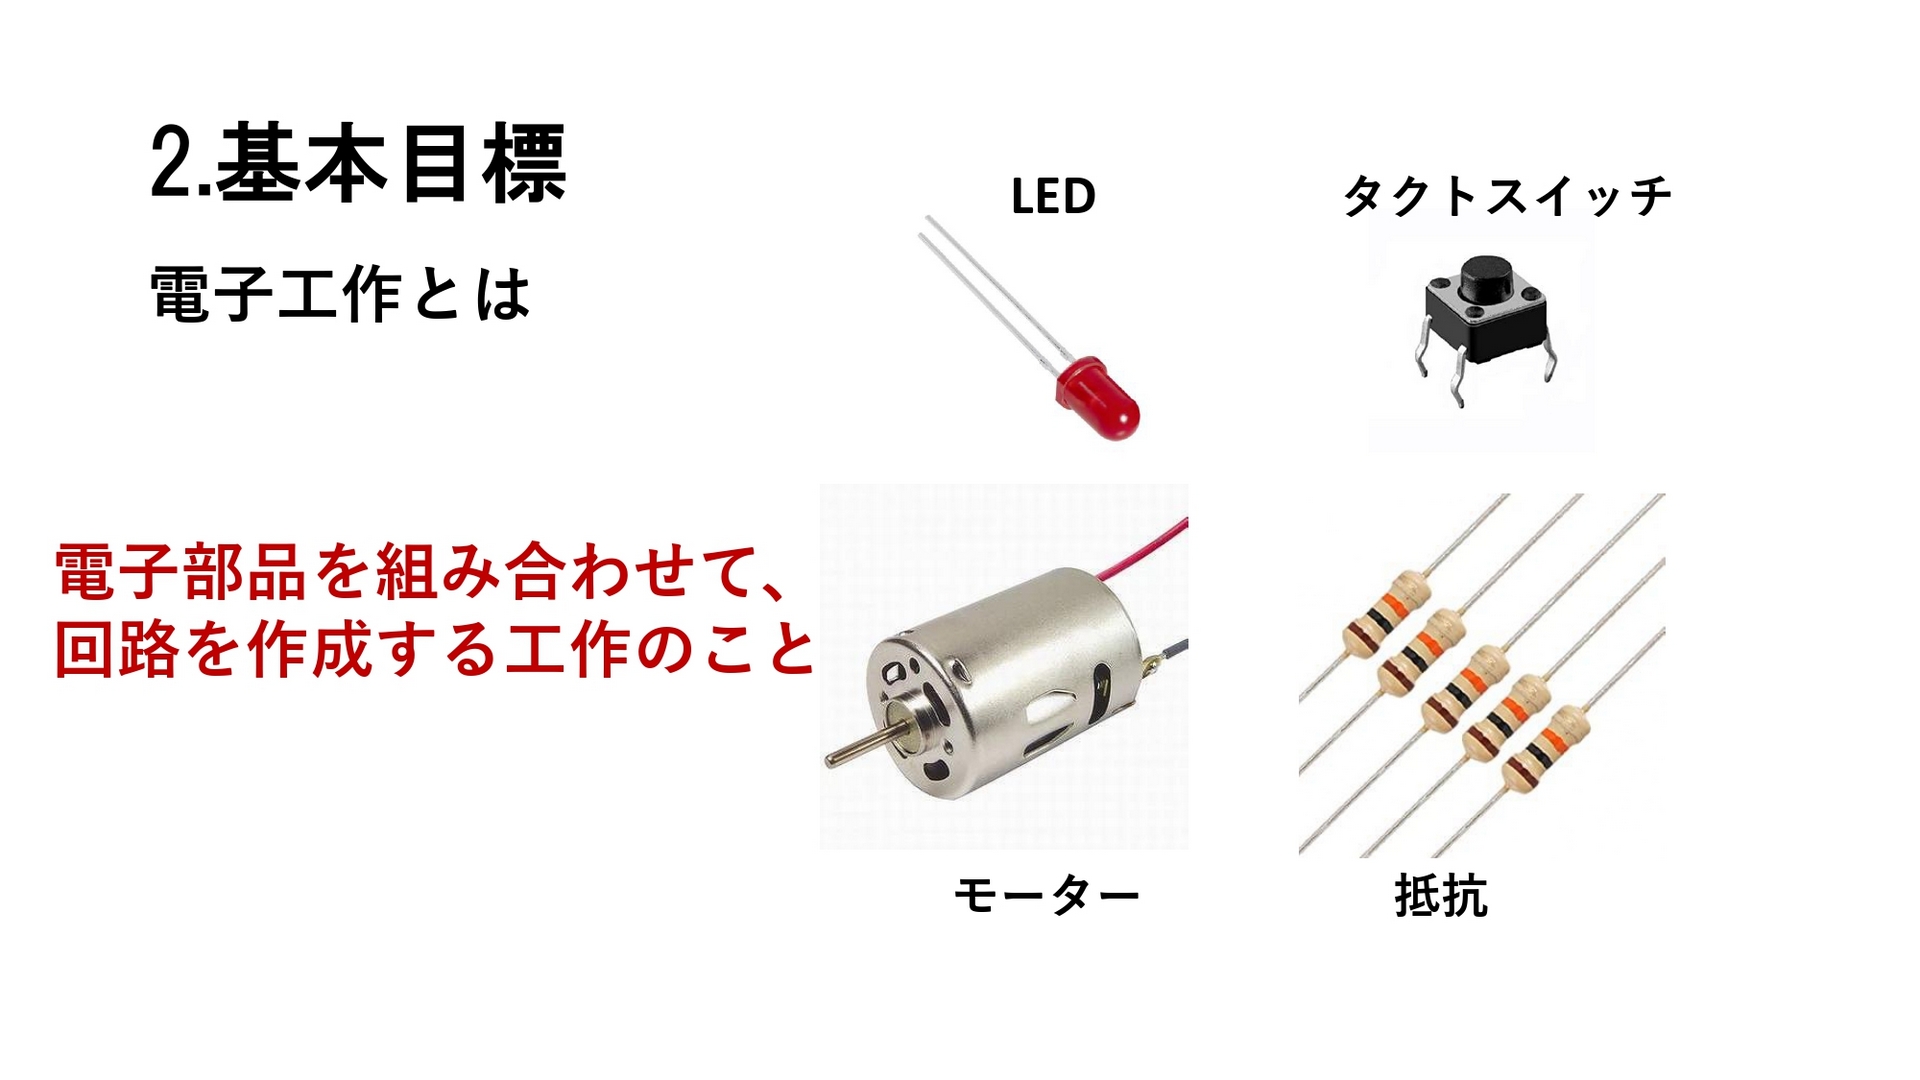 2.基本目標
電子工作とは
電子部品を組み合わせて、
回路を作成する工作のこと
LED
タクトスイッチ
モーター
抵抗